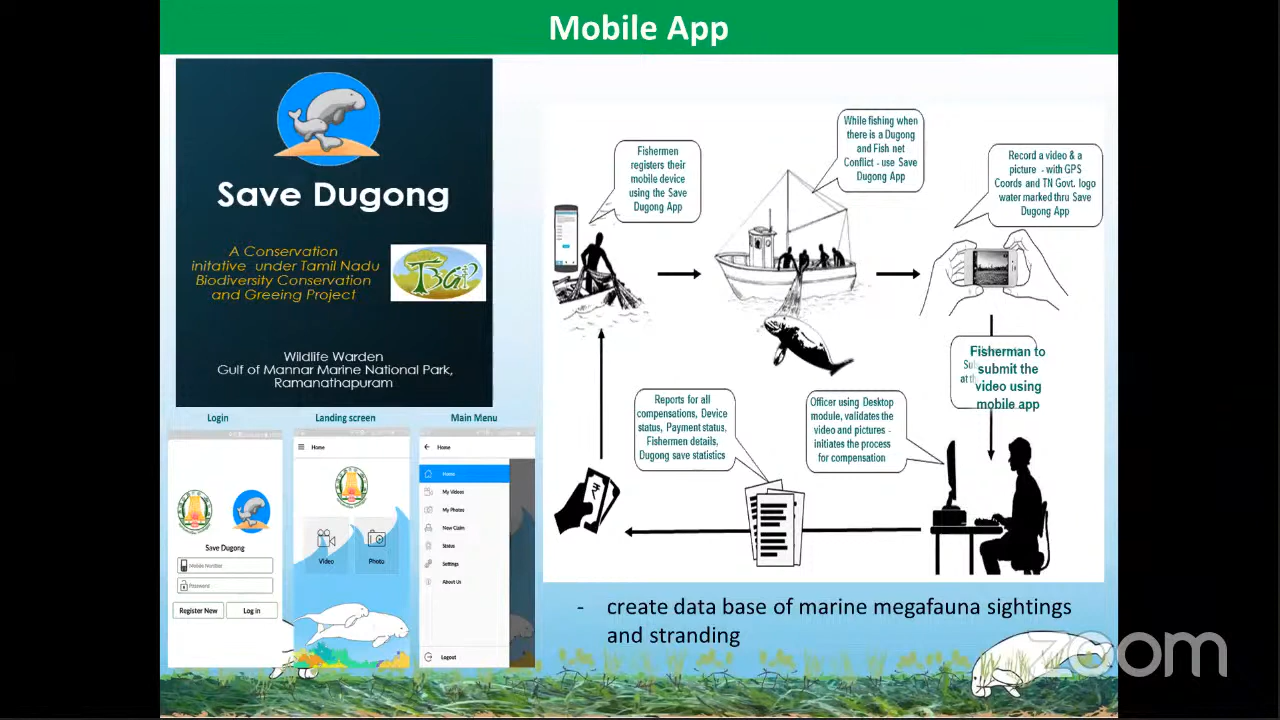 Mobile App
Save Dugong
A Conservation
initative under Tamil Nadu
Biodiversity Conservation
and Greeing Project
Wildlife Warden
Gulf of Mannar Marine National Park,
Ramanathapuram
Fishermen
registers their
mobile device
using the Save
Dugong App
While fishing when
there is a Dugong
and Fish net
Conflict - use Save
Dugong App
Record a video & a
picture - with GPS
Coords and TN Govt. logo
water marked thru Save
Dugong App
Fisherman to
submit the
video using
mobile app
Officer using Desktop
module, validates the
video and pictures -
initiates the process
for compensation
Reports for all
compensations, Device
status, Payment status,
Fishermen details,
Dugong save statistics
₹
Login
Save Dugong
Mobile Number
Password
Register New
Log in
Landing screen
Home
Video
Photo
Main Menu
Home
Home
My Videos
My Photos
New Claim
Status
Settings
About Us
Logout
- create data base of marine megafauna sightings
and stranding
zoom